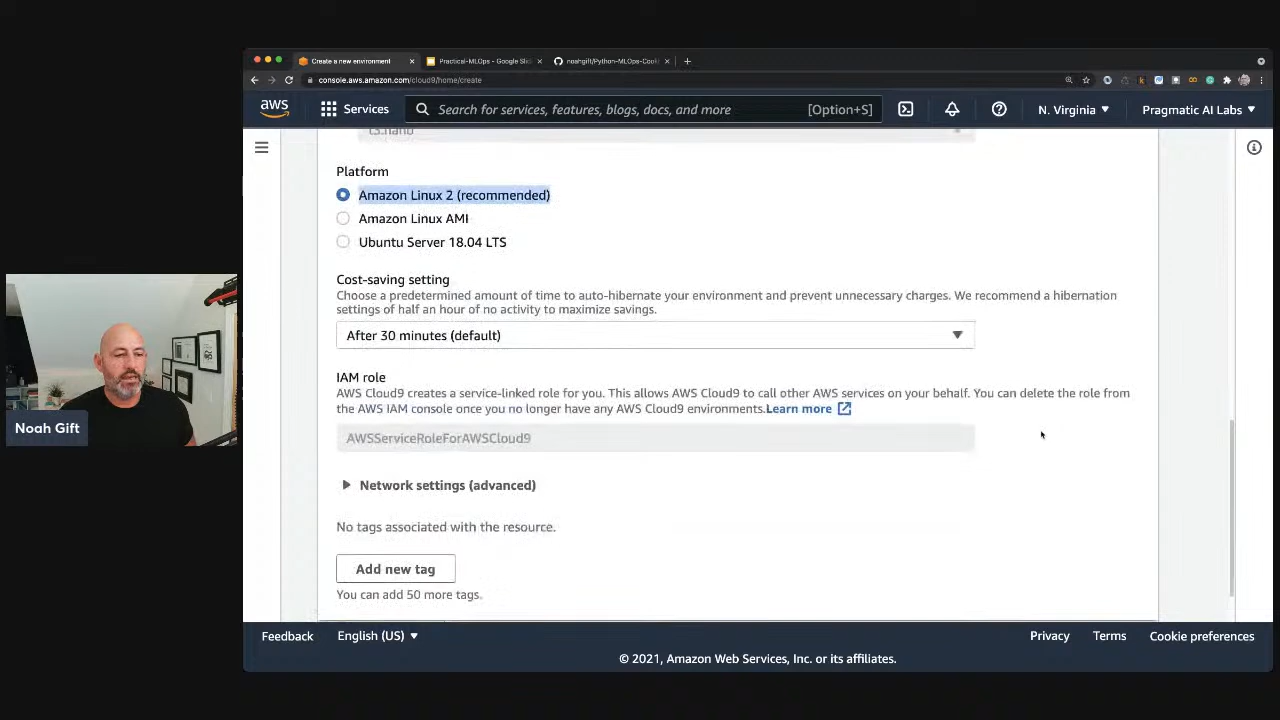 Create a new environment
Practical-MLOps - Google Slid
noahgift/Python-MLOps-Cook
console.aws.amazon.com/cloud9/home/create
aws
Services
Search for services, features, blogs, docs, and more
[Option+S]
N. Virginia
Pragmatic AI Labs
t3.nano
Platform
Amazon Linux 2 (recommended)
Amazon Linux AMI
Ubuntu Server 18.04 LTS
Cost-saving setting
Choose a predetermined amount of time to auto-hibernate your environment and prevent unnecessary charges. We recommend a hibernation
settings of half an hour of no activity to maximize savings.
After 30 minutes (default)
IAM role
AWS Cloud9 creates a service-linked role for you. This allows AWS Cloud9 to call other AWS services on your behalf. You can delete the role from
the AWS IAM console once you no longer have any AWS Cloud9 environments.Learn more
AWSServiceRoleForAWSCloud9
Network settings (advanced)
No tags associated with the resource.
Add new tag
You can add 50 more tags.
Noah Gift
Feedback
English (US)
Privacy
Terms
Cookie preferences
© 2021, Amazon Web Services, Inc. or its affiliates.